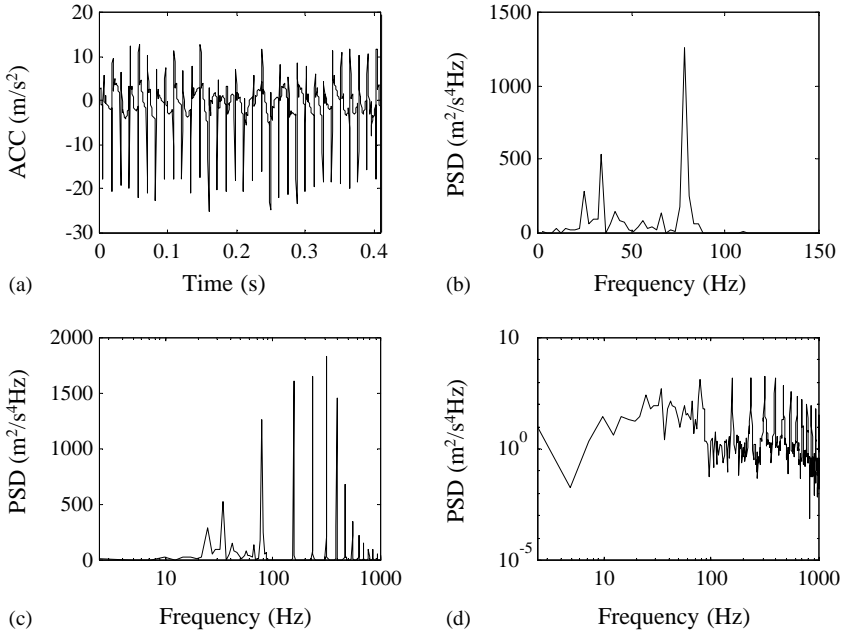 20
10
0
-10
-20
-30
ACC (m/s²)
0 0.1 0.2 0.3 0.4
Time (s)
(a)
1500
1000
500
0
PSD (m²/s⁴Hz)
0 50 100 150
Frequency (Hz)
(b)
2000
1500
1000
500
0
PSD (m²/s⁴Hz)
10 100 1000
Frequency (Hz)
(c)
10
10⁰
10⁻⁵
PSD (m²/s⁴Hz)
10 100 1000
Frequency (Hz)
(d)